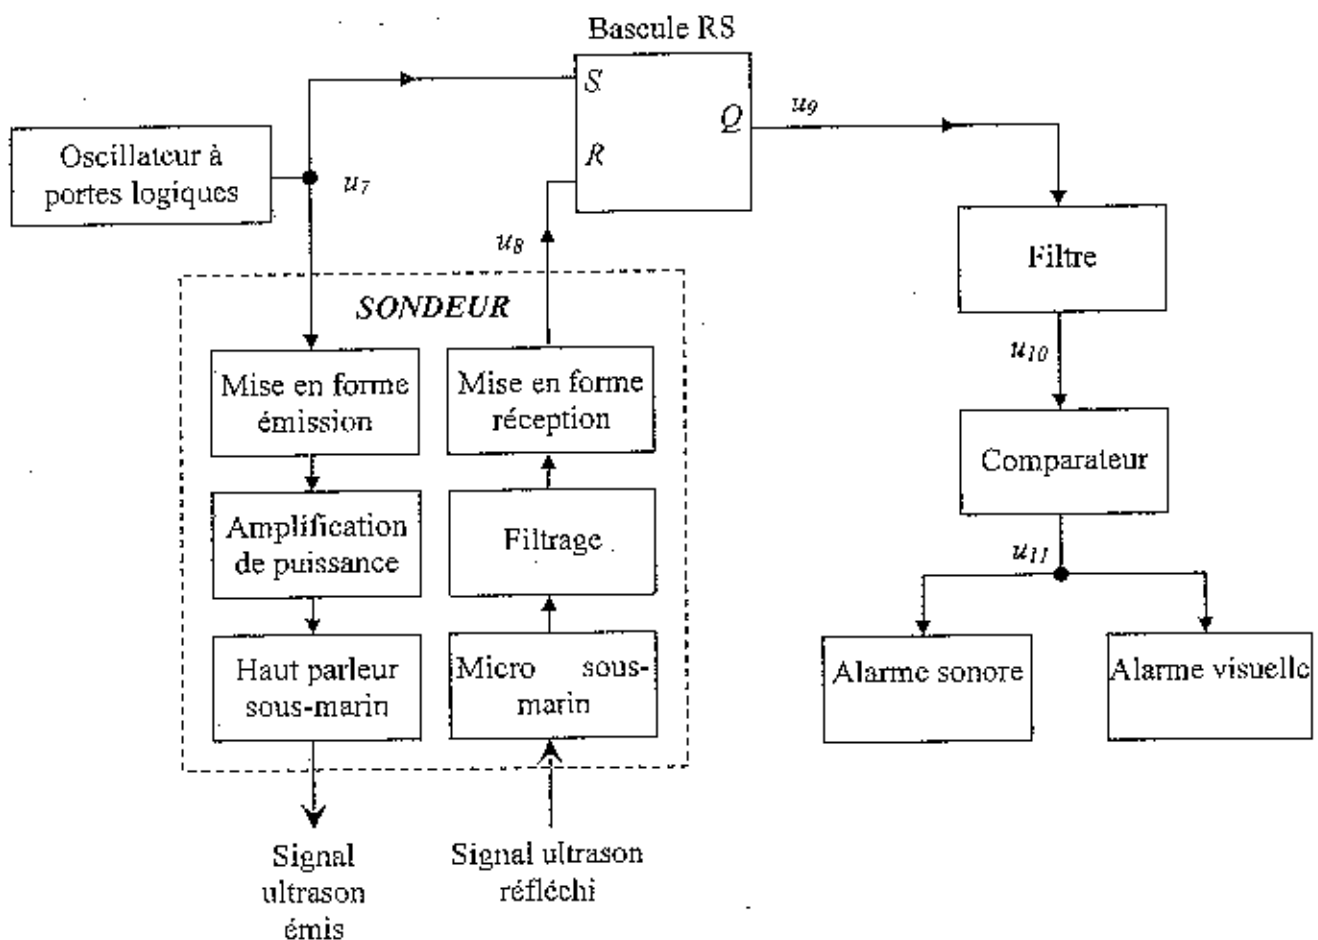 Bascule RS
S
Q
R
u9
Oscillateur à
portes logiques
u7
u8
Filtre
SONDEUR
u10
Mise en forme
émission
Mise en forme
réception
Comparateur
Amplification
de puissance
Filtrage
u11
Haut parleur
sous-marin
Micro sous-
marin
Alarme sonore
Alarme visuelle
Signal
ultrason
émis
Signal ultrason
réfléchi